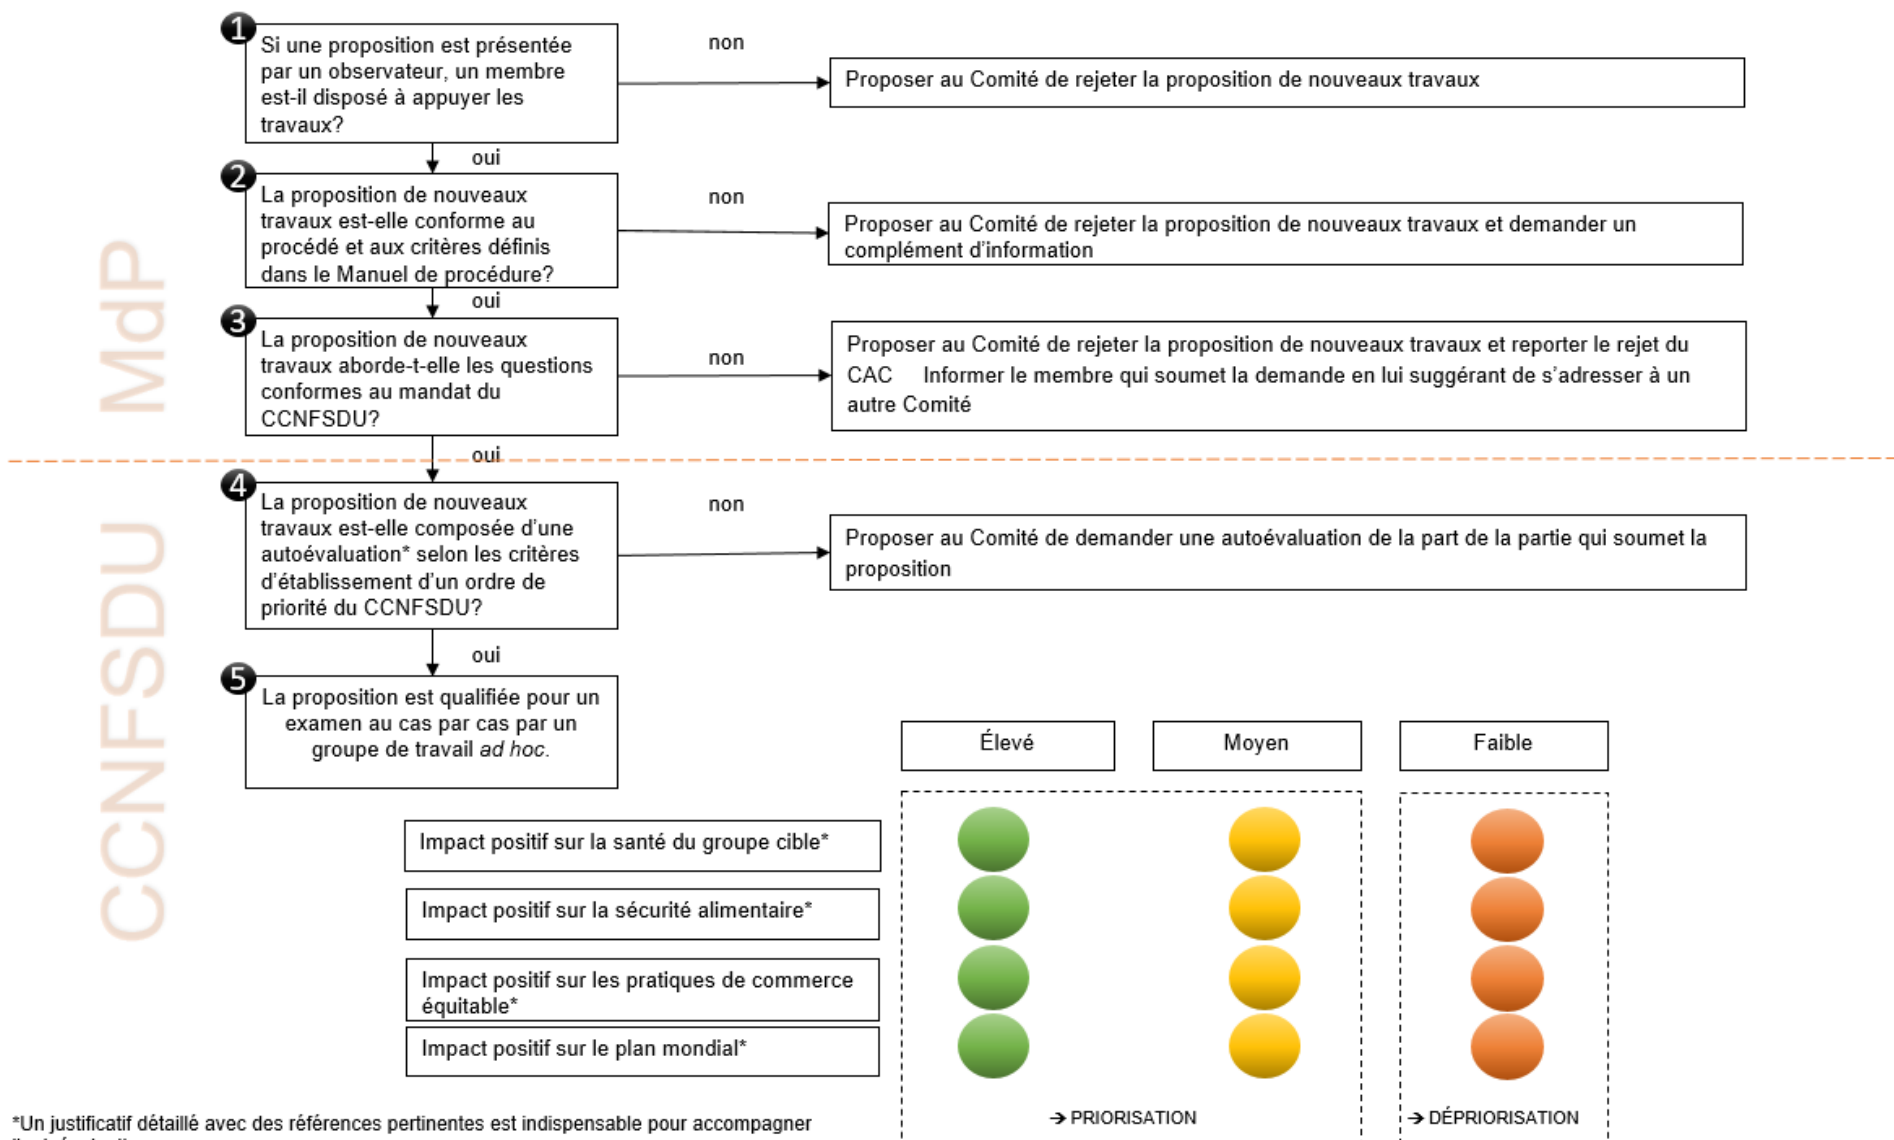 1
Si une proposition est présentée
par un observateur, un membre
est-il disposé à appuyer les
travaux?
non
Proposer au Comité de rejeter la proposition de nouveaux travaux
oui
2
La proposition de nouveaux
travaux est-elle conforme au
procédé et aux critères définis
dans le Manuel de procédure?
non
Proposer au Comité de rejeter la proposition de nouveaux travaux et demander un
complément d'information
oui
3
La proposition de nouveaux
travaux aborde-t-elle les questions
conformes au mandat du
CCNFSDU?
non
Proposer au Comité de rejeter la proposition de nouveaux travaux et reporter le rejet du
CAC Informer le membre qui soumet la demande en lui suggérant de s'adresser à un
autre Comité
MdP
oui
4
La proposition de nouveaux
travaux est-elle composée d'une
autoévaluation* selon les critères
d'établissement d'un ordre de
priorité du CCNFSDU?
non
Proposer au Comité de demander une autoévaluation de la part de la partie qui soumet la
proposition
oui
5
La proposition est qualifiée pour un
examen au cas par cas par un
groupe de travail ad hoc.
CCNFSDU
Élevé
Moyen
Faible
Impact positif sur la santé du groupe cible*
Impact positif sur la sécurité alimentaire*
Impact positif sur les pratiques de commerce
équitable*
Impact positif sur le plan mondial*
→ PRIORISATION
→ DÉPRIORISATION
*Un justificatif détaillé avec des références pertinentes est indispensable pour accompagner